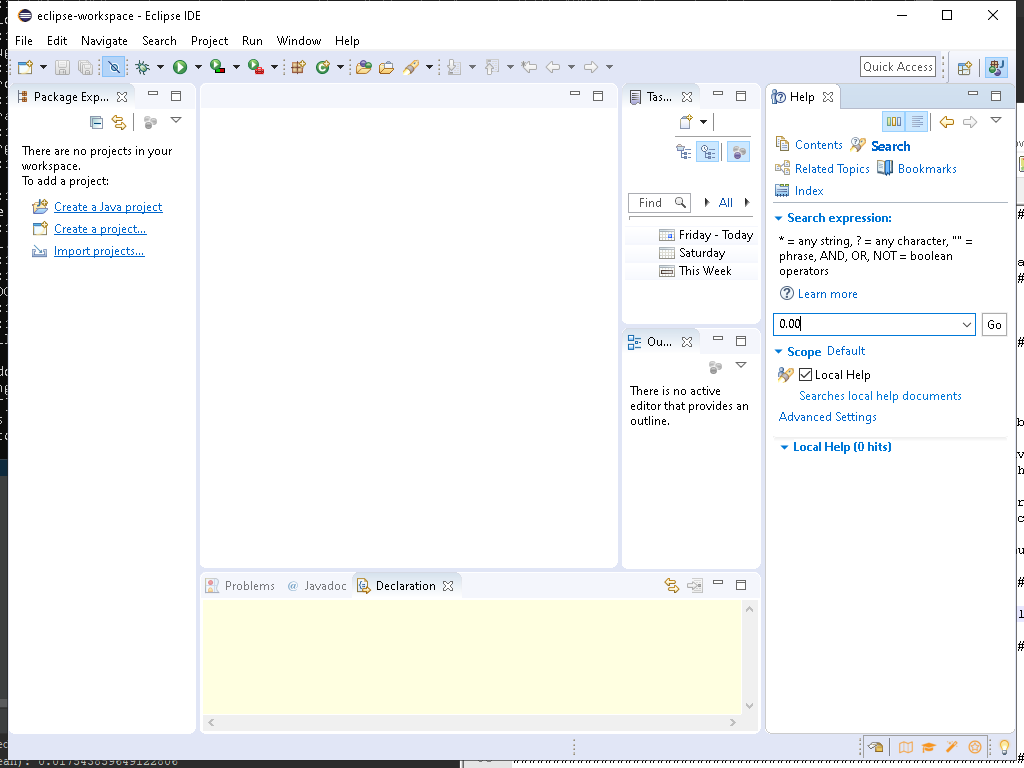 eclipse-workspace - Eclipse IDE
File Edit Navigate Search Project Run Window Help
Quick Access
Package Exp...
There are no projects in your
workspace.
To add a project:
Create a Java project
Create a project...
Import projects...
Tas...
Find
All
Friday - Today
Saturday
This Week
Ou...
There is no active
editor that provides an
outline.
Help
Contents
Search
Related Topics
Bookmarks
Index
Search expression:
* = any string, ? = any character, "" =
phrase, AND, OR, NOT = boolean
operators
Learn more
0.00
Go
Scope Default
Local Help
Searches local help documents
Advanced Settings
Local Help (0 hits)
Problems
@ Javadoc
Declaration